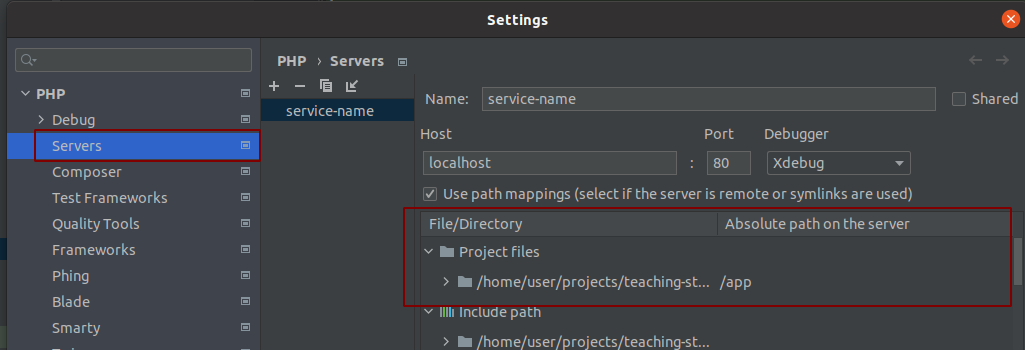 Settings
PHP › Servers
PHP
Debug
Servers
Composer
Test Frameworks
Quality Tools
Frameworks
Phing
Blade
Smarty
service-name
Name: service-name Shared
Host Port Debugger
localhost : 80 Xdebug
Use path mappings (select if the server is remote or symlinks are used)
File/Directory Absolute path on the server
Project files
/home/user/projects/teaching-st... /app
Include path
/home/user/projects/teaching-st...